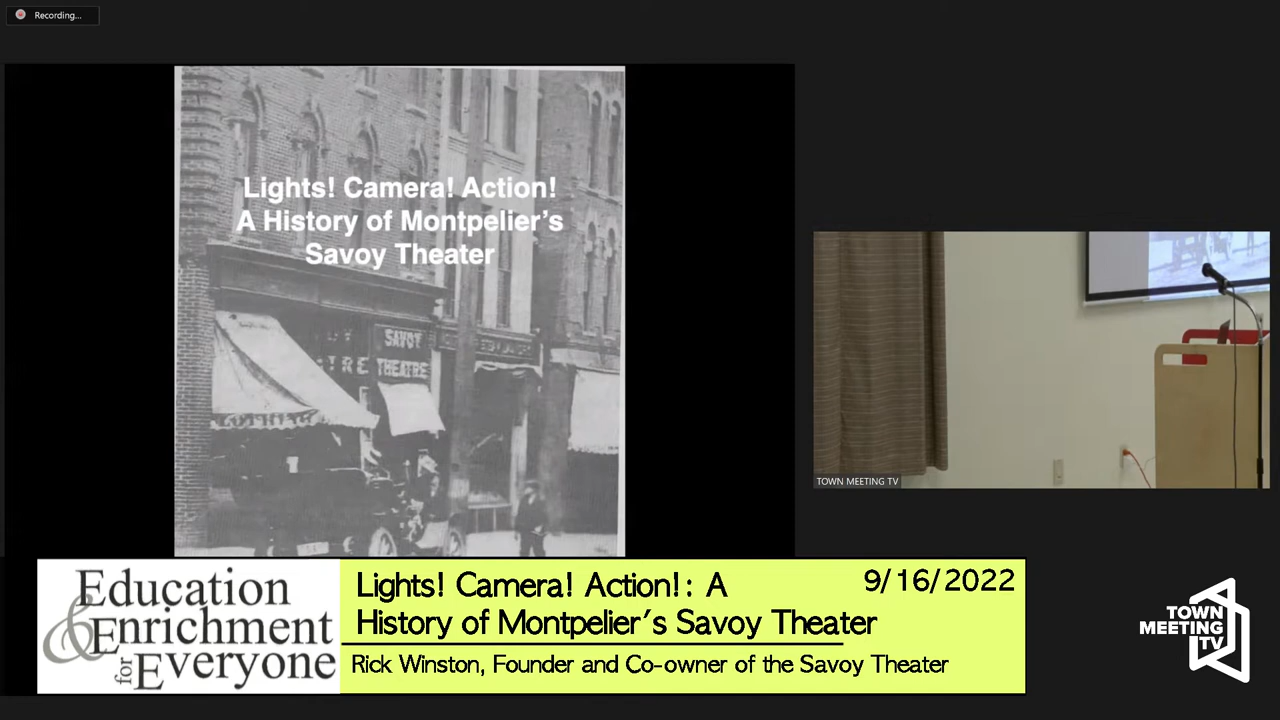 Recording...
Lights! Camera! Action!
A History of Montpelier's
Savoy Theater
SAVOY
THEATRE
TOWN MEETING TV
Education
& Enrichment
for Everyone
Lights! Camera! Action!: A
History of Montpelier's Savoy Theater
9/16/2022
Rick Winston, Founder and Co-owner of the Savoy Theater
TOWN
MEETING
TV